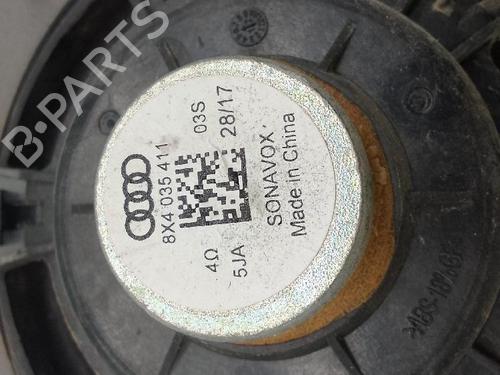 B-PARTS
8X4 035 411
03S
28/17
4Ω
5JA
SONAVOX
Made in China